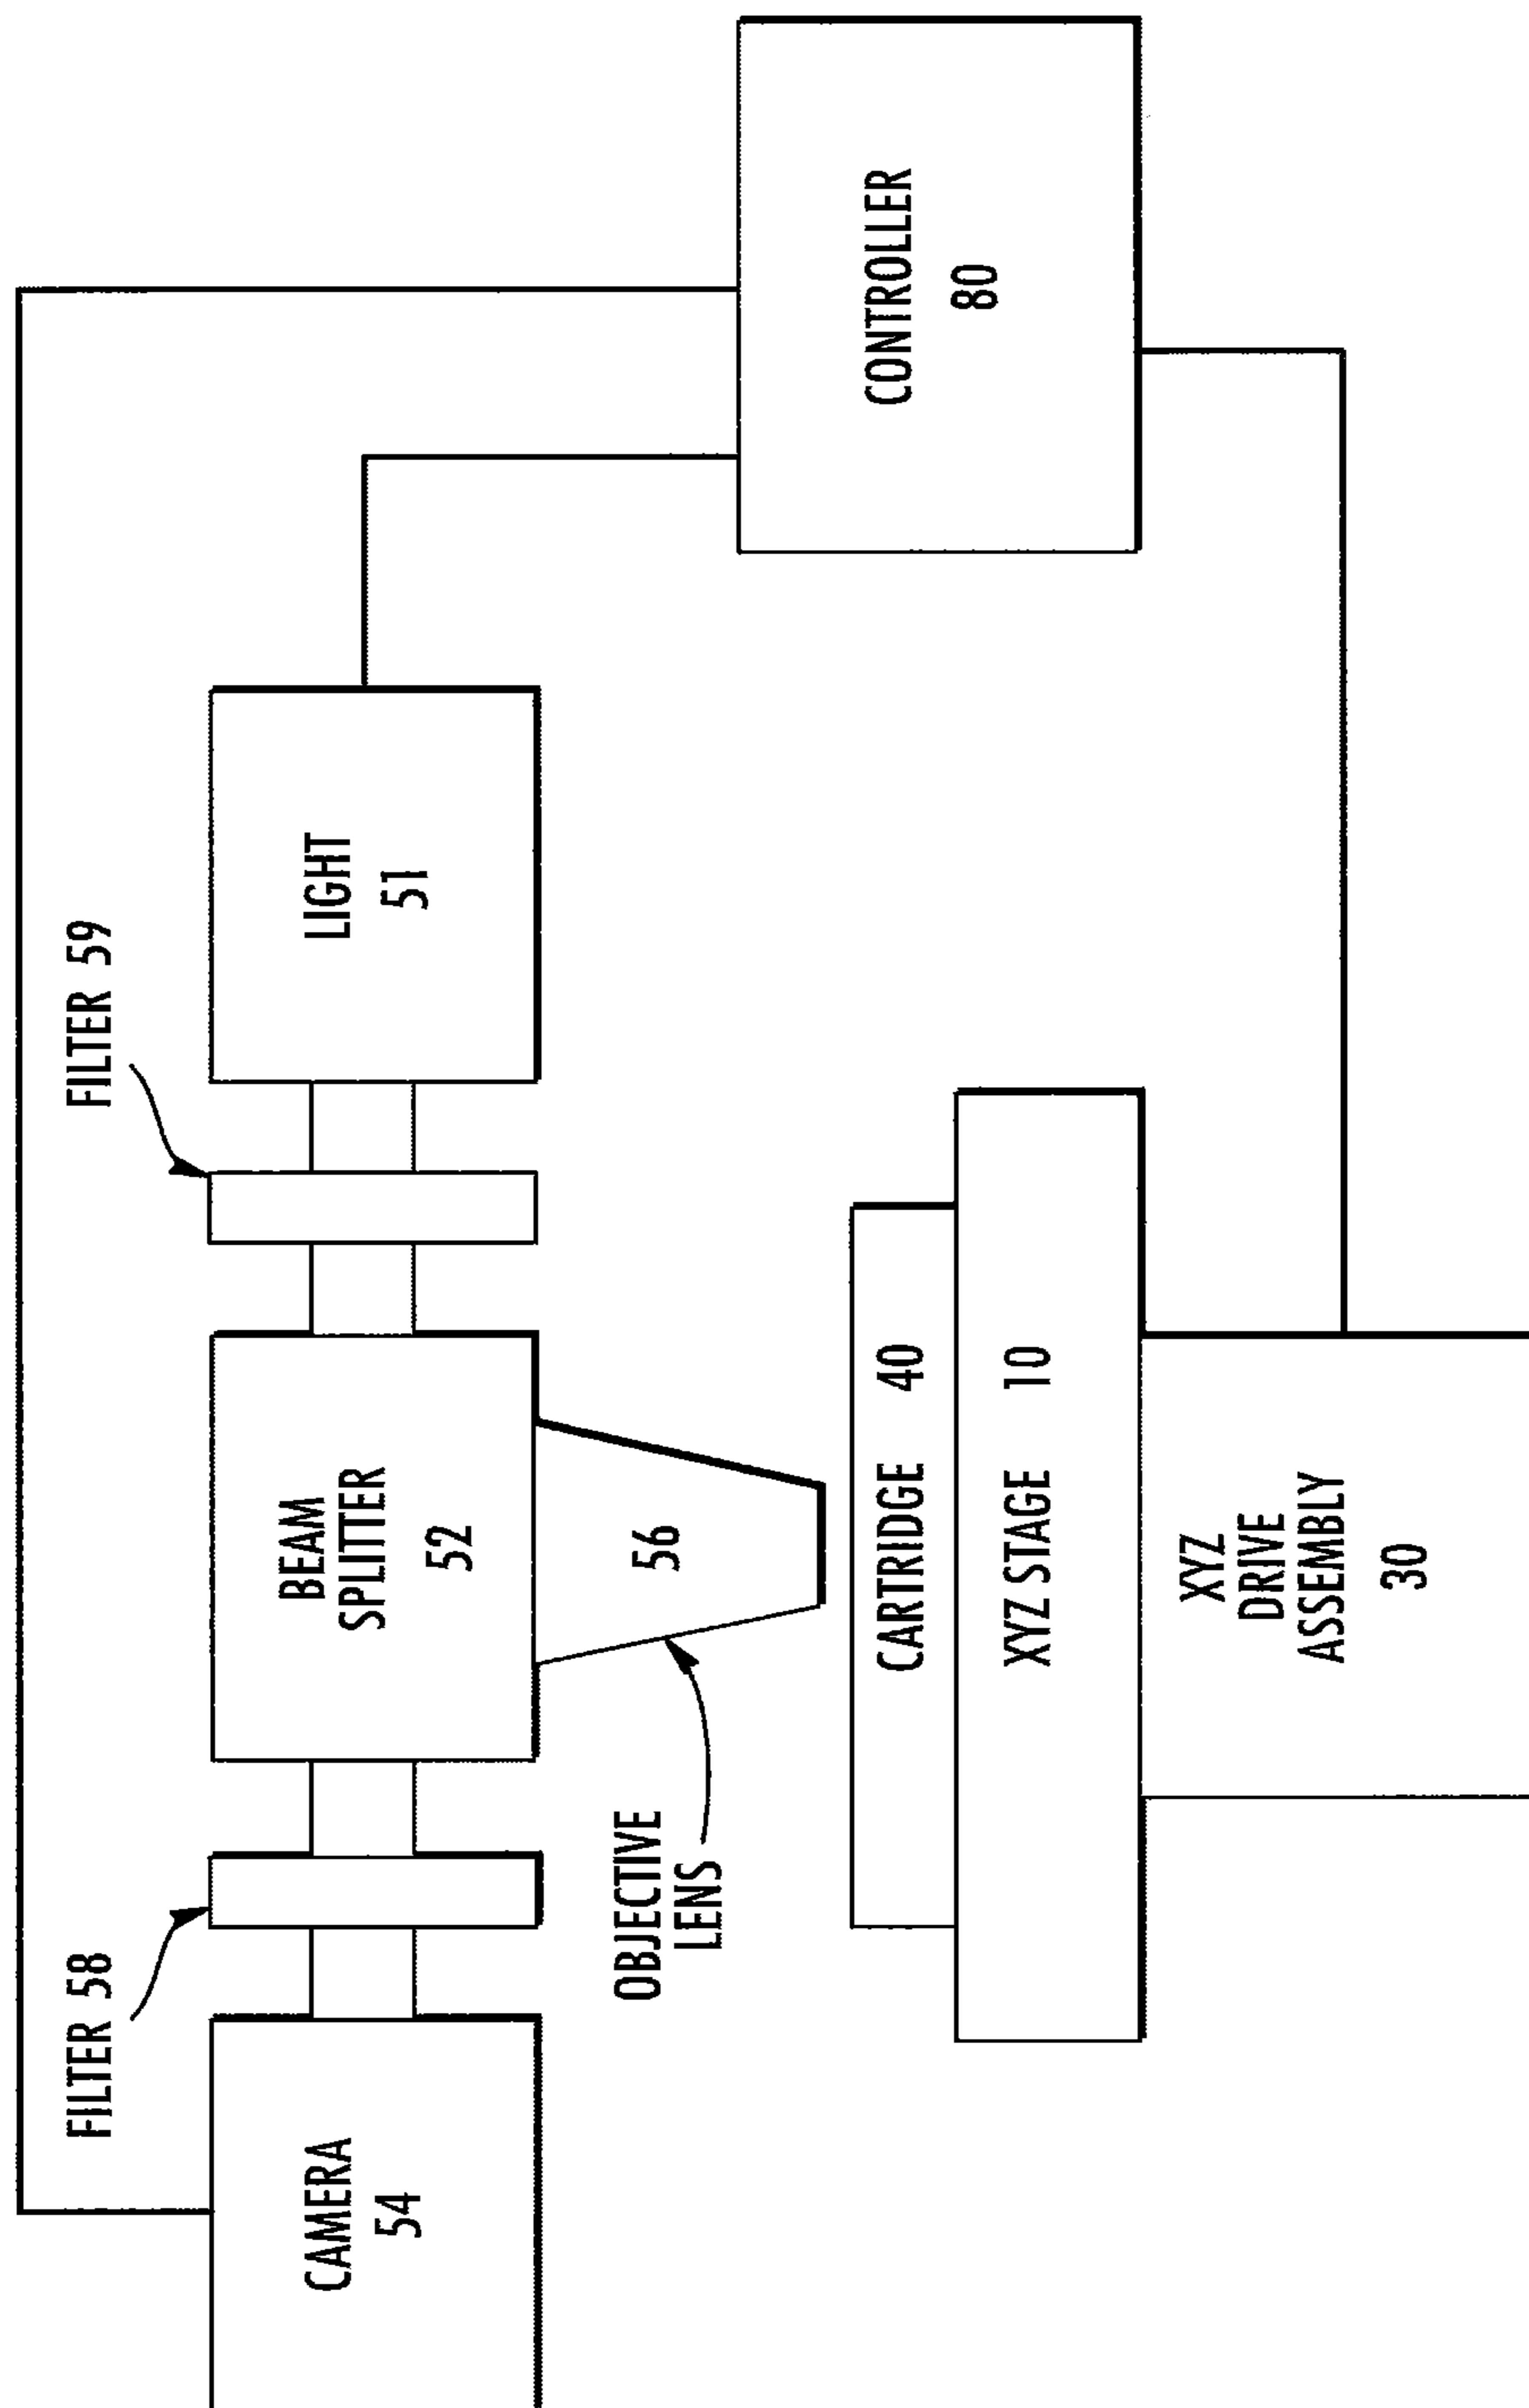 FILTER 58
FILTER 59
CAMERA
54
BEAM
SPLITTER
52
LIGHT
51
OBJECTIVE
LENS
56
CONTROLLER
80
CARTRIDGE 40
XYZ STAGE 10
XYZ
DRIVE
ASSEMBLY
30